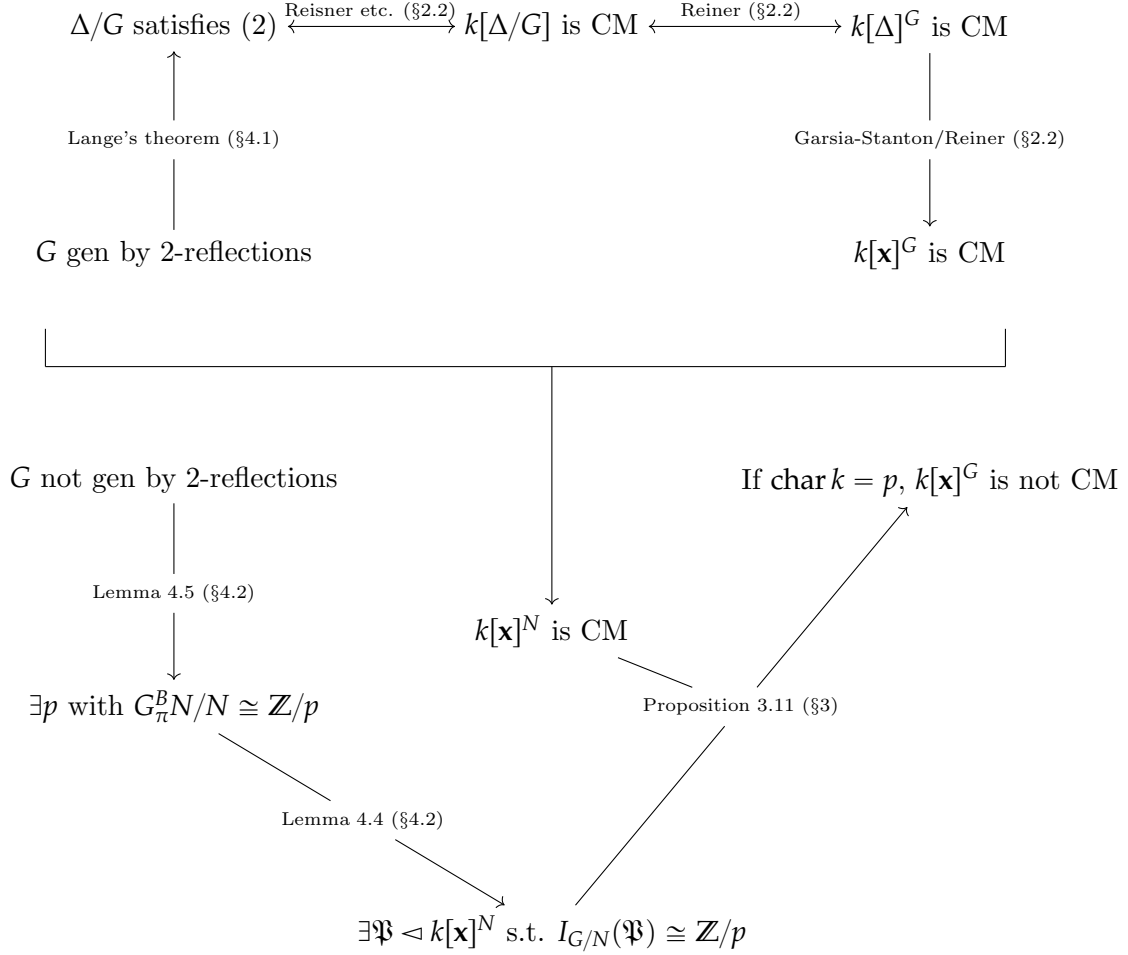 Δ/G satisfies (2)
Reisner etc. (§2.2)
k[Δ/G] is CM
Reiner (§2.2)
k[Δ]^G is CM
Lange's theorem (§4.1)
Garsia-Stanton/Reiner (§2.2)
G gen by 2-reflections
k[𝐱]^G is CM
G not gen by 2-reflections
If char k = p, k[𝐱]^G is not CM
Lemma 4.5 (§4.2)
k[𝐱]^N is CM
∃p with G_π^B N/N ≅ ℤ/p
Proposition 3.11 (§3)
Lemma 4.4 (§4.2)
∃𝔓 ◁ k[𝐱]^N s.t. I_{G/N}(𝔓) ≅ ℤ/p